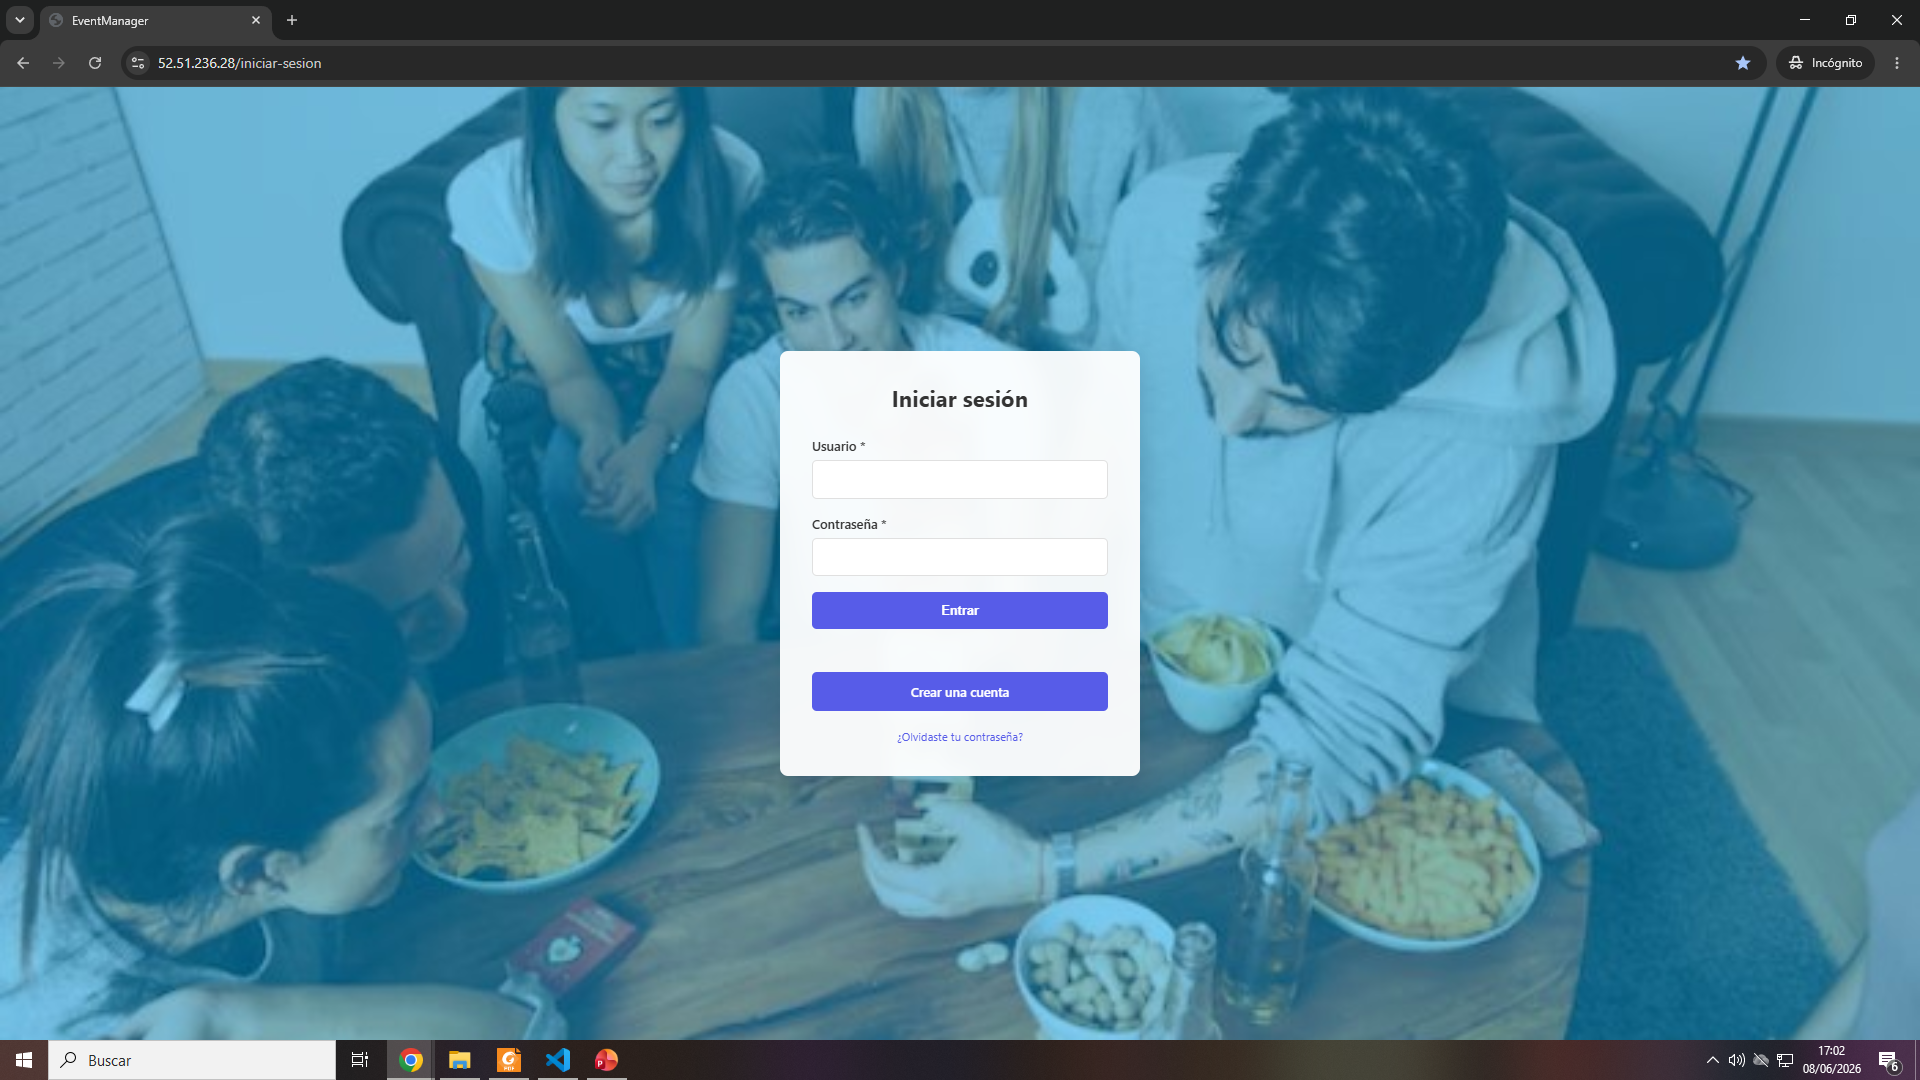 EventManager
52.51.236.28/iniciar-sesion
Incógnito
Iniciar sesión
Usuario *
Contraseña *
Entrar
Crear una cuenta
¿Olvidaste tu contraseña?
Buscar
17:02
08/06/2026
6